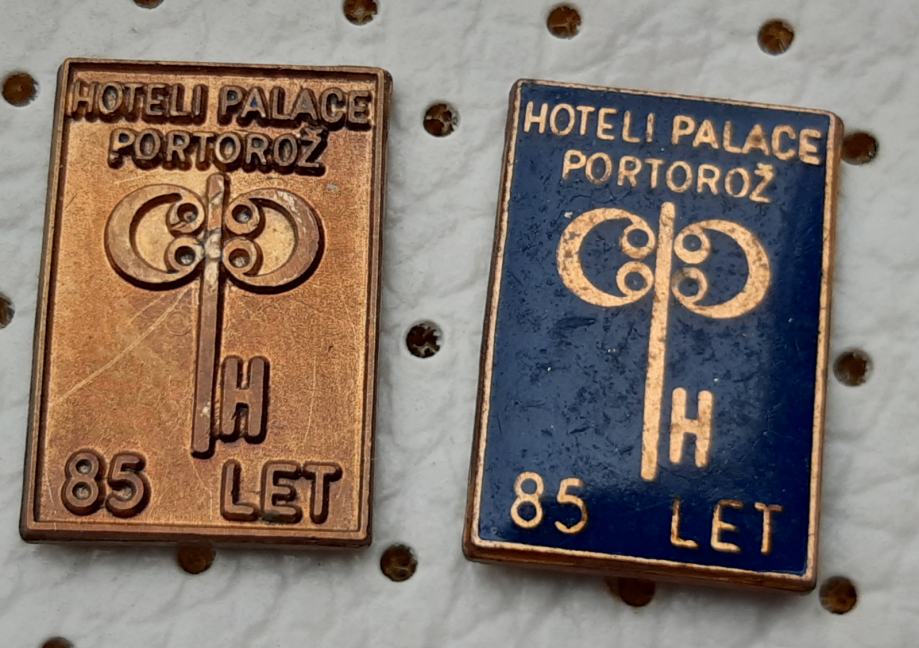 HOTELI PALACE
PORTOROŽ
H
85 LET
HOTELI PALACE
PORTOROŽ
H
85 LET